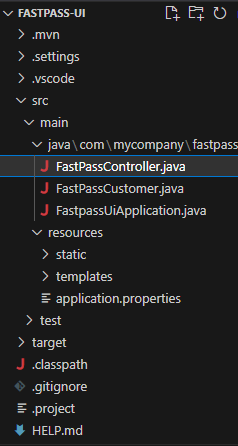 FASTPASS-UI
.mvn
.settings
.vscode
src
main
java\com\mycompany\fastpass
FastPassController.java
FastPassCustomer.java
FastpassUiApplication.java
resources
static
templates
application.properties
test
target
.classpath
.gitignore
.project
HELP.md